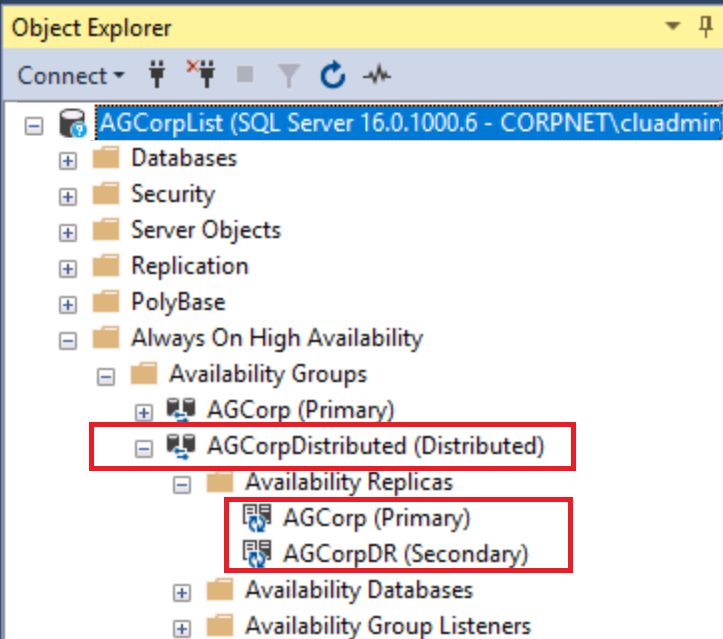 Object Explorer
Connect
AGCorpList (SQL Server 16.0.1000.6 - CORPNET\cluadmin)
Databases
Security
Server Objects
Replication
PolyBase
Always On High Availability
Availability Groups
AGCorp (Primary)
AGCorpDistributed (Distributed)
Availability Replicas
AGCorp (Primary)
AGCorpDR (Secondary)
Availability Databases
Availability Group Listeners